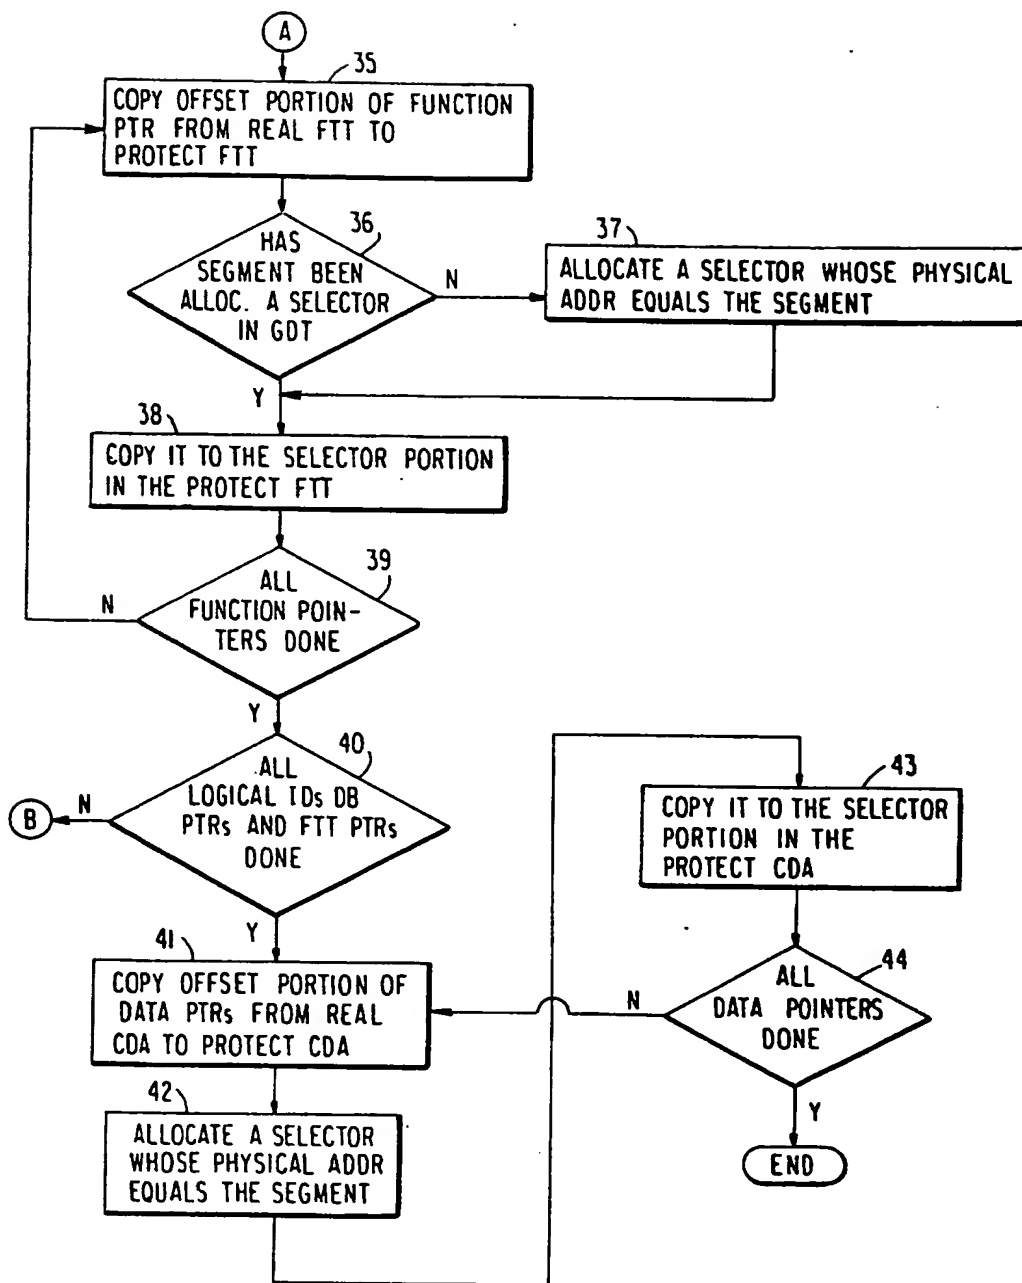 A
35
COPY OFFSET PORTION OF FUNCTION
PTR FROM REAL FTT TO
PROTECT FTT
36
HAS
SEGMENT BEEN
ALLOC. A SELECTOR
IN GDT
N
Y
37
ALLOCATE A SELECTOR WHOSE PHYSICAL
ADDR EQUALS THE SEGMENT
38
COPY IT TO THE SELECTOR PORTION
IN THE PROTECT FTT
39
ALL
FUNCTION POIN-
TERS DONE
N
Y
40
ALL
LOGICAL IDs DB
PTRs AND FTT PTRs
DONE
N
B
Y
41
COPY OFFSET PORTION OF
DATA PTRs FROM REAL
CDA TO PROTECT CDA
42
ALLOCATE A SELECTOR
WHOSE PHYSICAL ADDR
EQUALS THE SEGMENT
43
COPY IT TO THE SELECTOR
PORTION IN THE
PROTECT CDA
44
ALL
DATA POINTERS
DONE
N
Y
END